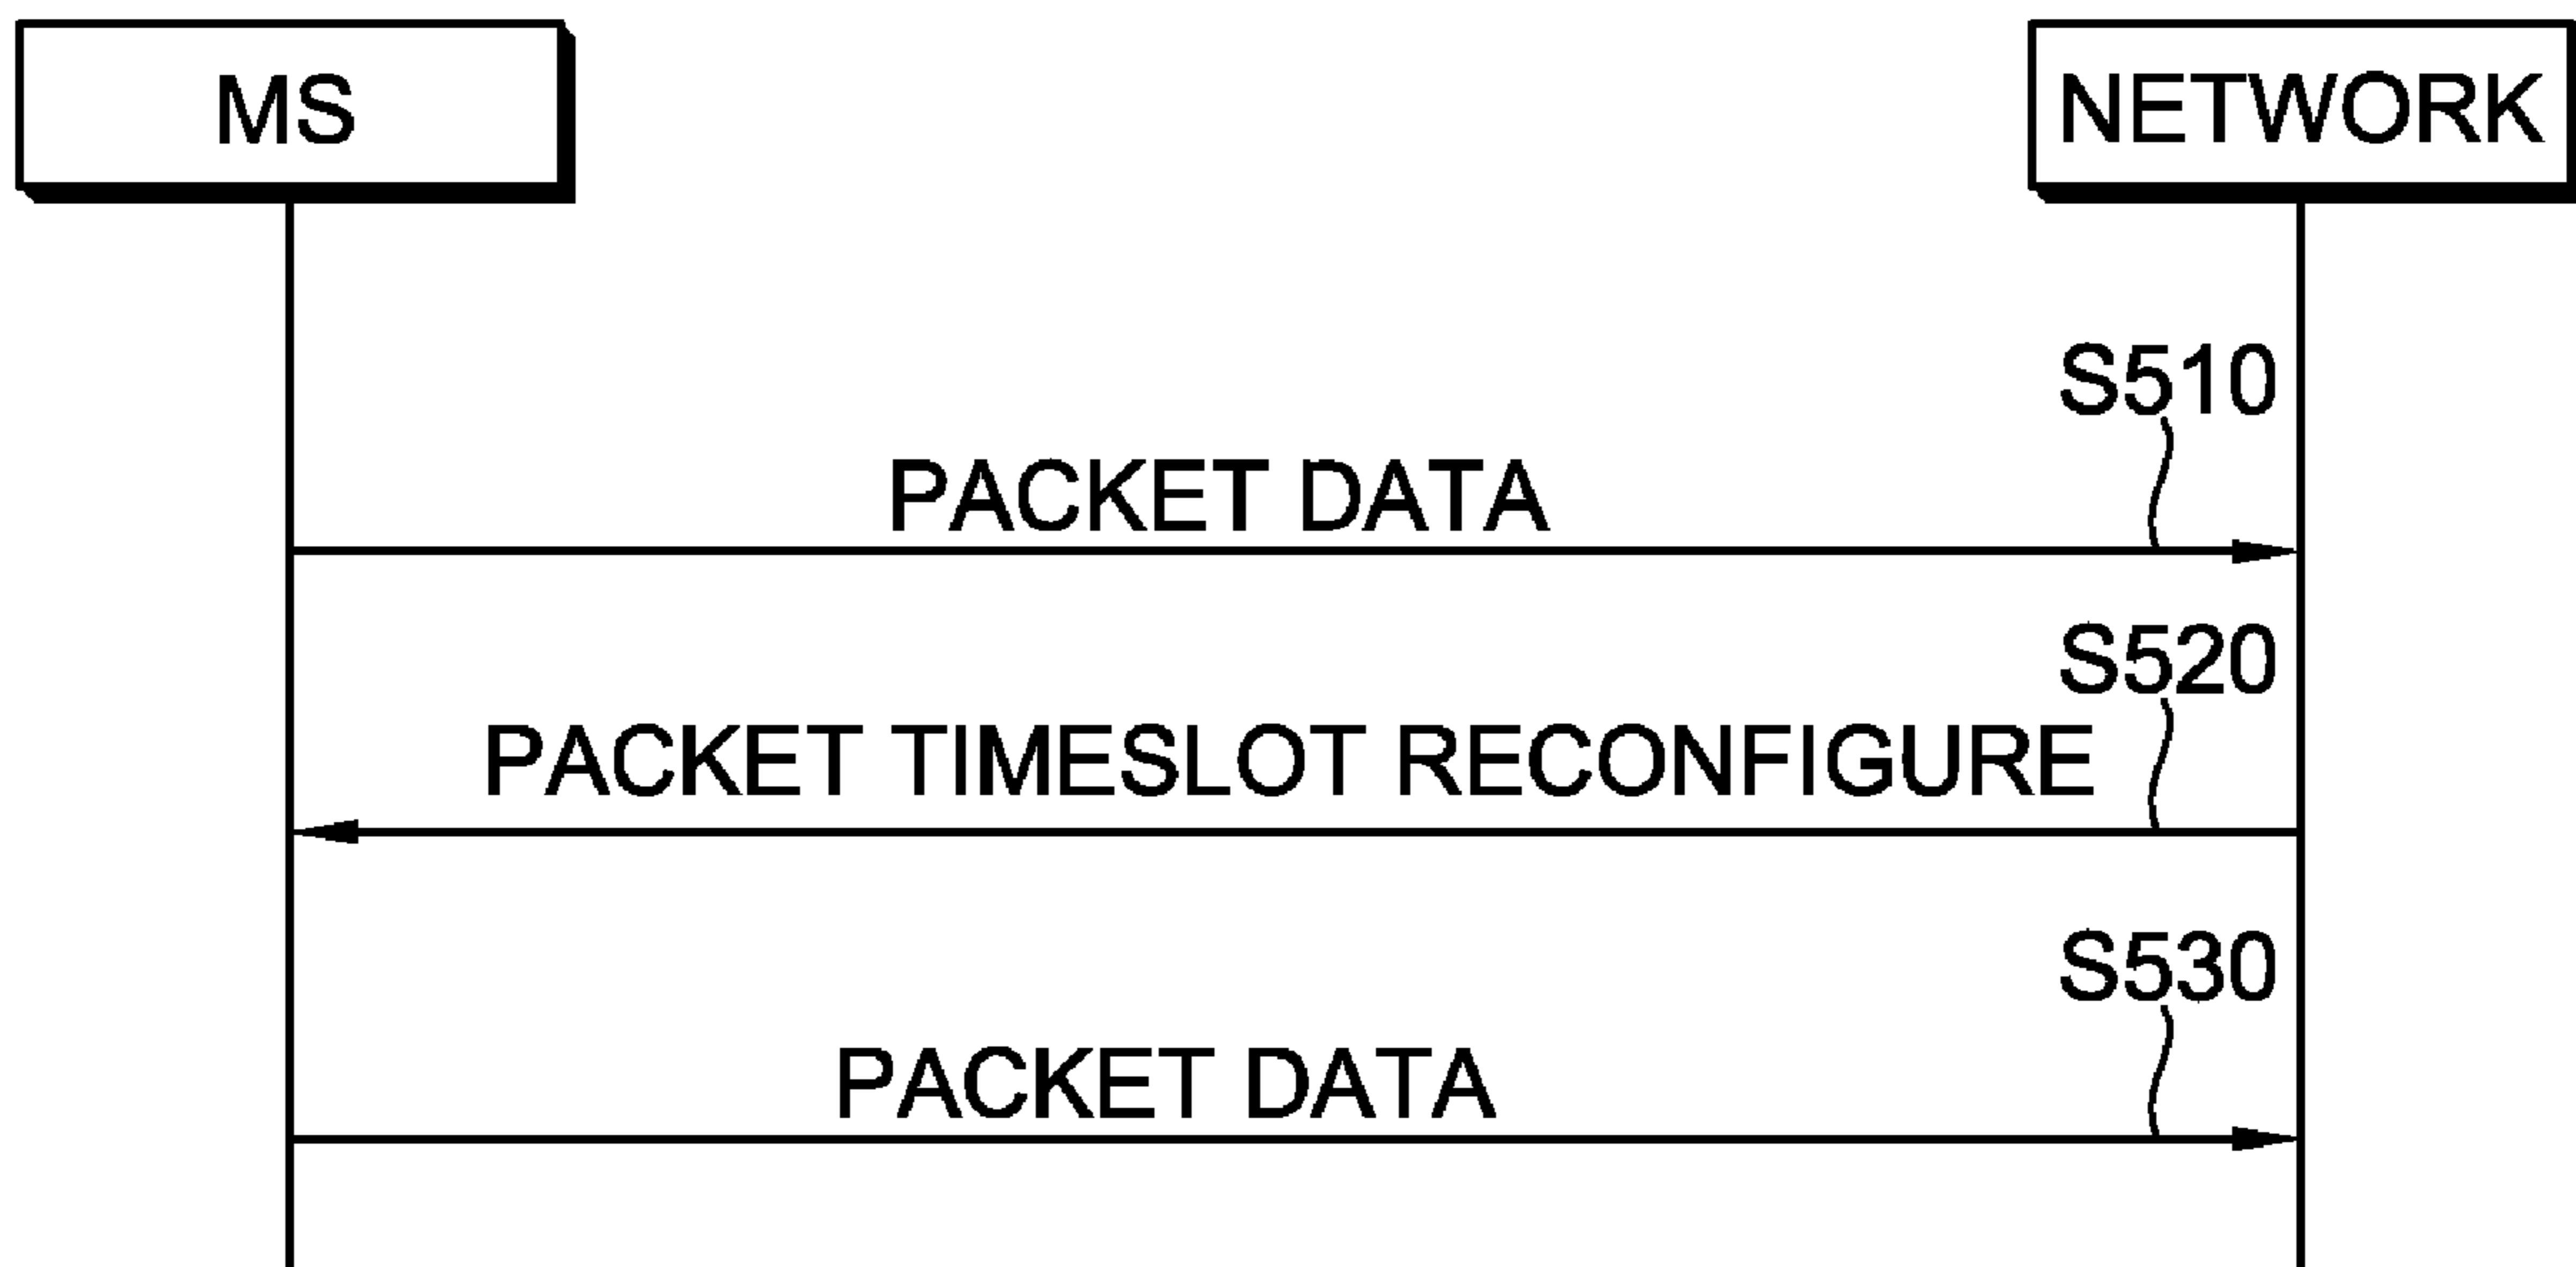 MS
NETWORK
S510
PACKET DATA
S520
PACKET TIMESLOT RECONFIGURE
S530
PACKET DATA